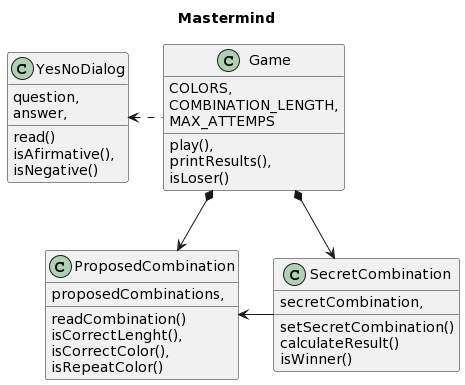 Mastermind
C YesNoDialog
question,
answer,
read()
isAfirmative(),
isNegative()
C Game
COLORS,
COMBINATION_LENGTH,
MAX_ATTEMPS
play(),
printResults(),
isLoser()
C ProposedCombination
proposedCombinations,
readCombination()
isCorrectLenght(),
isCorrectColor(),
isRepeatColor()
C SecretCombination
secretCombination,
setSecretCombination()
calculateResult()
isWinner()